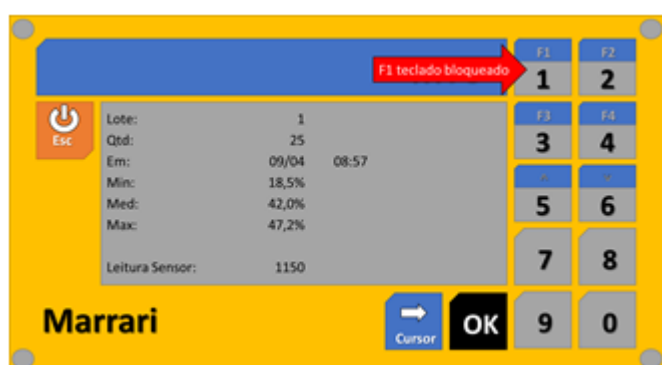 F1 F2
F1 teclado bloqueado
1 2
Esc
Lote: 1
Qtd: 25
Em: 09/04 08:57
Min: 18,5%
Med: 42,0%
Max: 47,2%
Leitura Sensor: 1150
F3 F4
3 4
5 6
7 8
Marrari
Cursor
OK
9 0